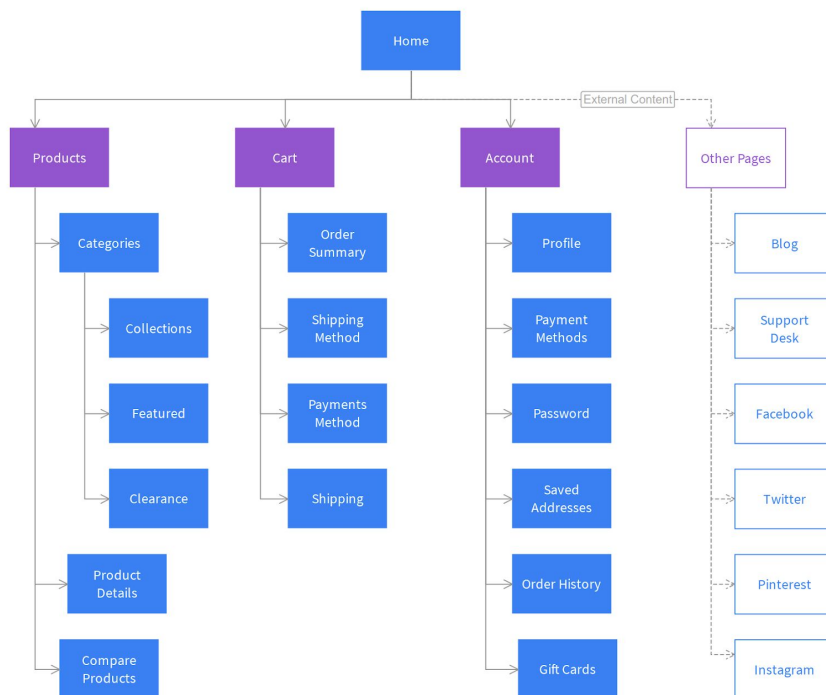 Home
External Content
Products
Cart
Account
Other Pages
Categories
Order
Summary
Profile
Blog
Collections
Shipping
Method
Payment
Methods
Support
Desk
Featured
Payments
Method
Password
Facebook
Clearance
Shipping
Saved
Addresses
Twitter
Product
Details
Order History
Pinterest
Compare
Products
Gift Cards
Instagram